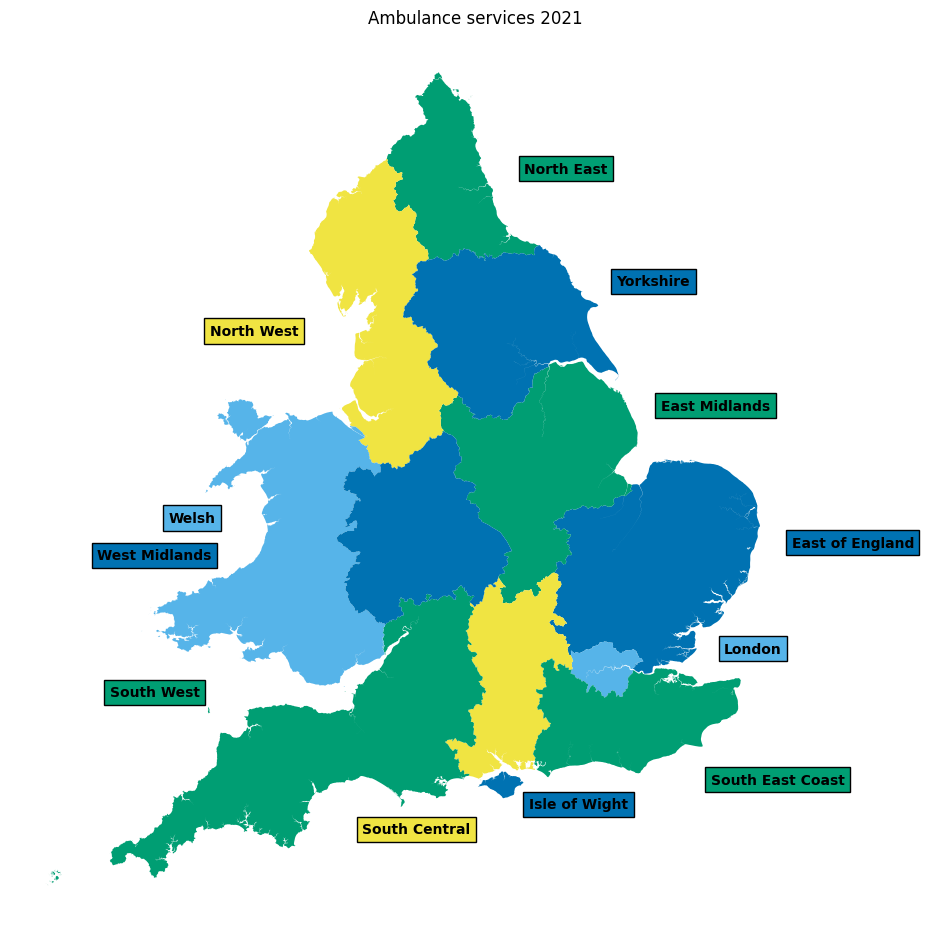 Ambulance services 2021
North East
Yorkshire
North West
East Midlands
Welsh
East of England
West Midlands
London
South West
South East Coast
Isle of Wight
South Central